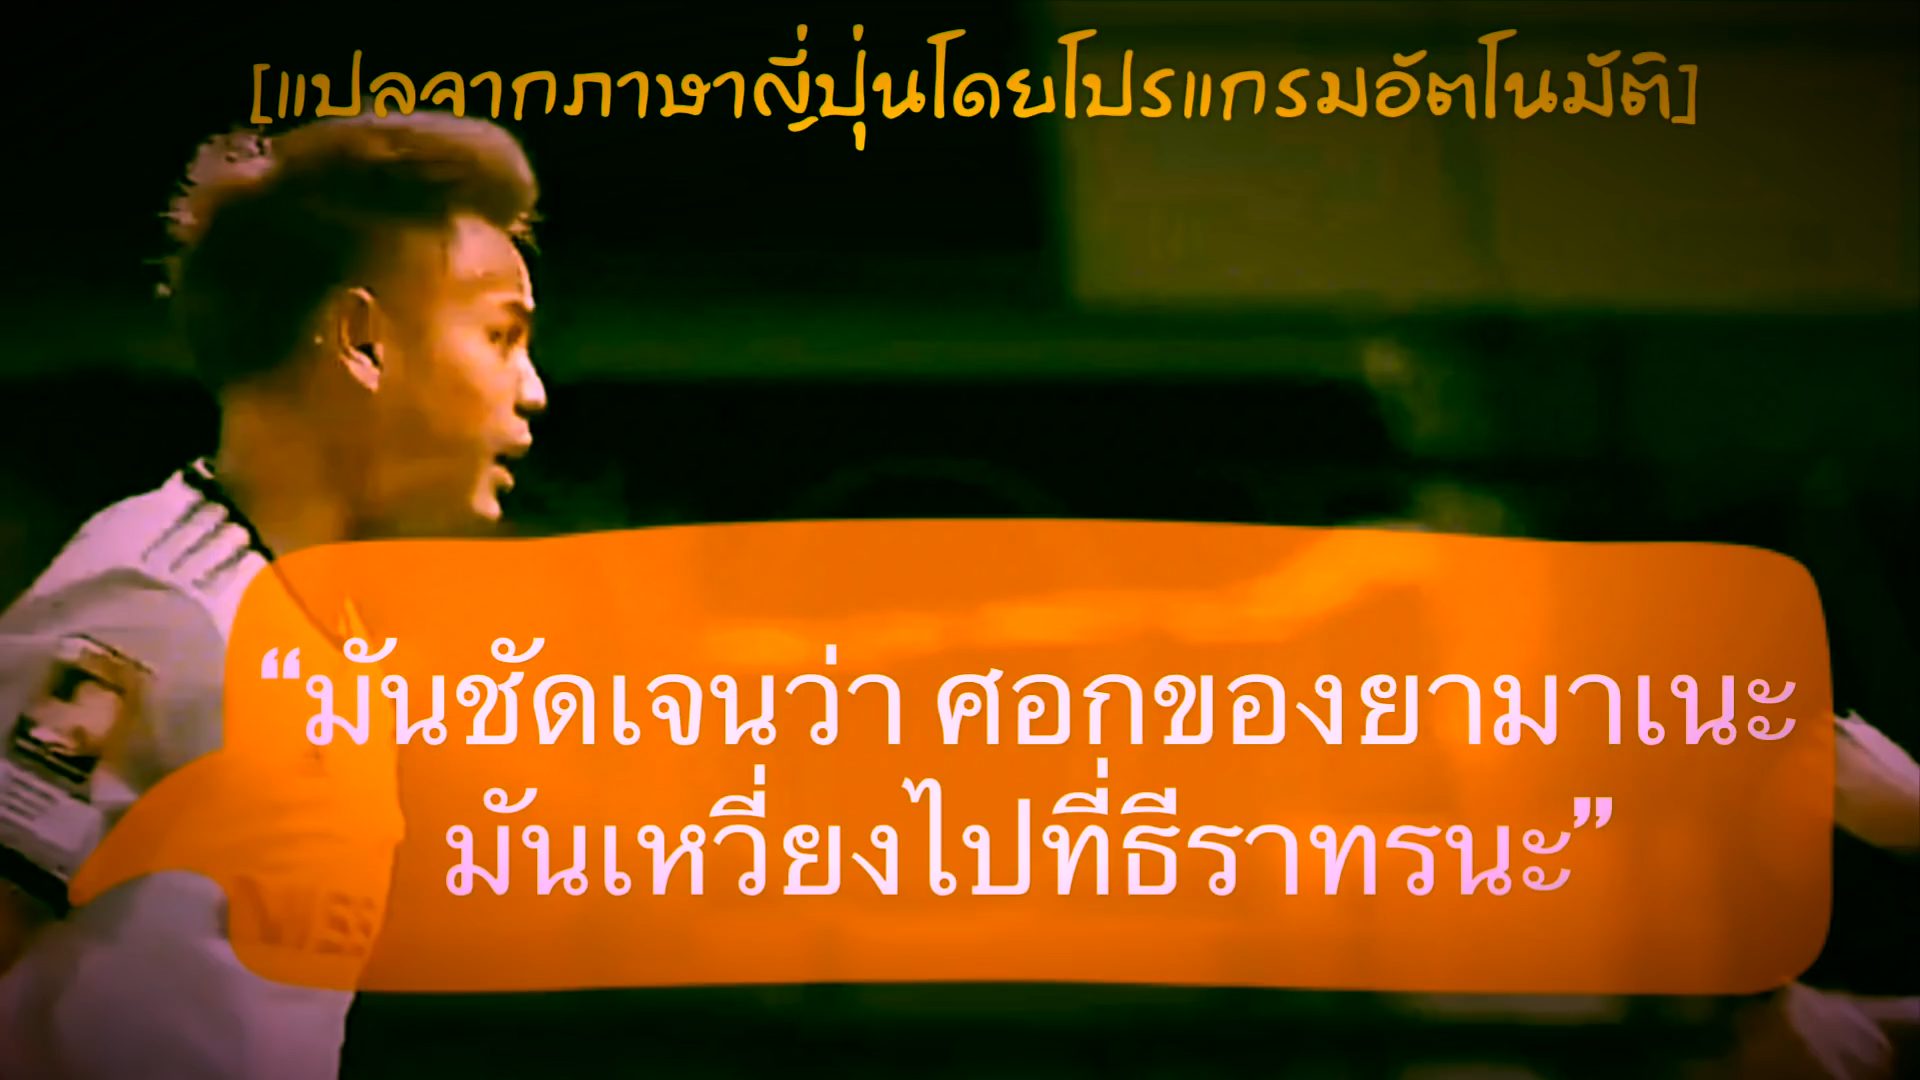 [แปลจากภาษาญี่ปุ่นโดยโปรแกรมอัตโนมัติ]
“มันชัดเจนว่า ศอกของยามาเนะ
มันเหวี่ยงไปที่ธีราทรนะ”